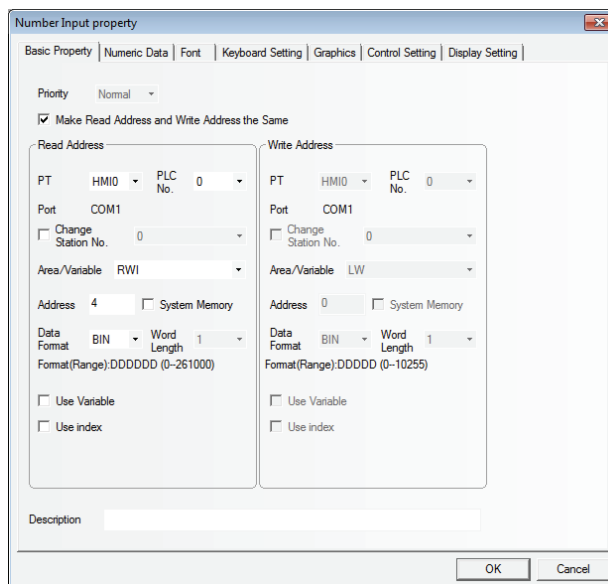 Number Input property
Basic Property Numeric Data Font Keyboard Setting Graphics Control Setting Display Setting
Priority Normal
Make Read Address and Write Address the Same
Read Address
PT HMI0 PLC No. 0
Port COM1
Change Station No. 0
Area/Variable RWI
Address 4 System Memory
Data Format BIN Word Length 1
Format(Range):DDDDDD (0~261000)
Use Variable
Use index
Write Address
PT HMI0 PLC No. 0
Port COM1
Change Station No. 0
Area/Variable LW
Address 0 System Memory
Data Format BIN Word Length 1
Format(Range):DDDDD (0~10255)
Use Variable
Use index
Description
OK Cancel